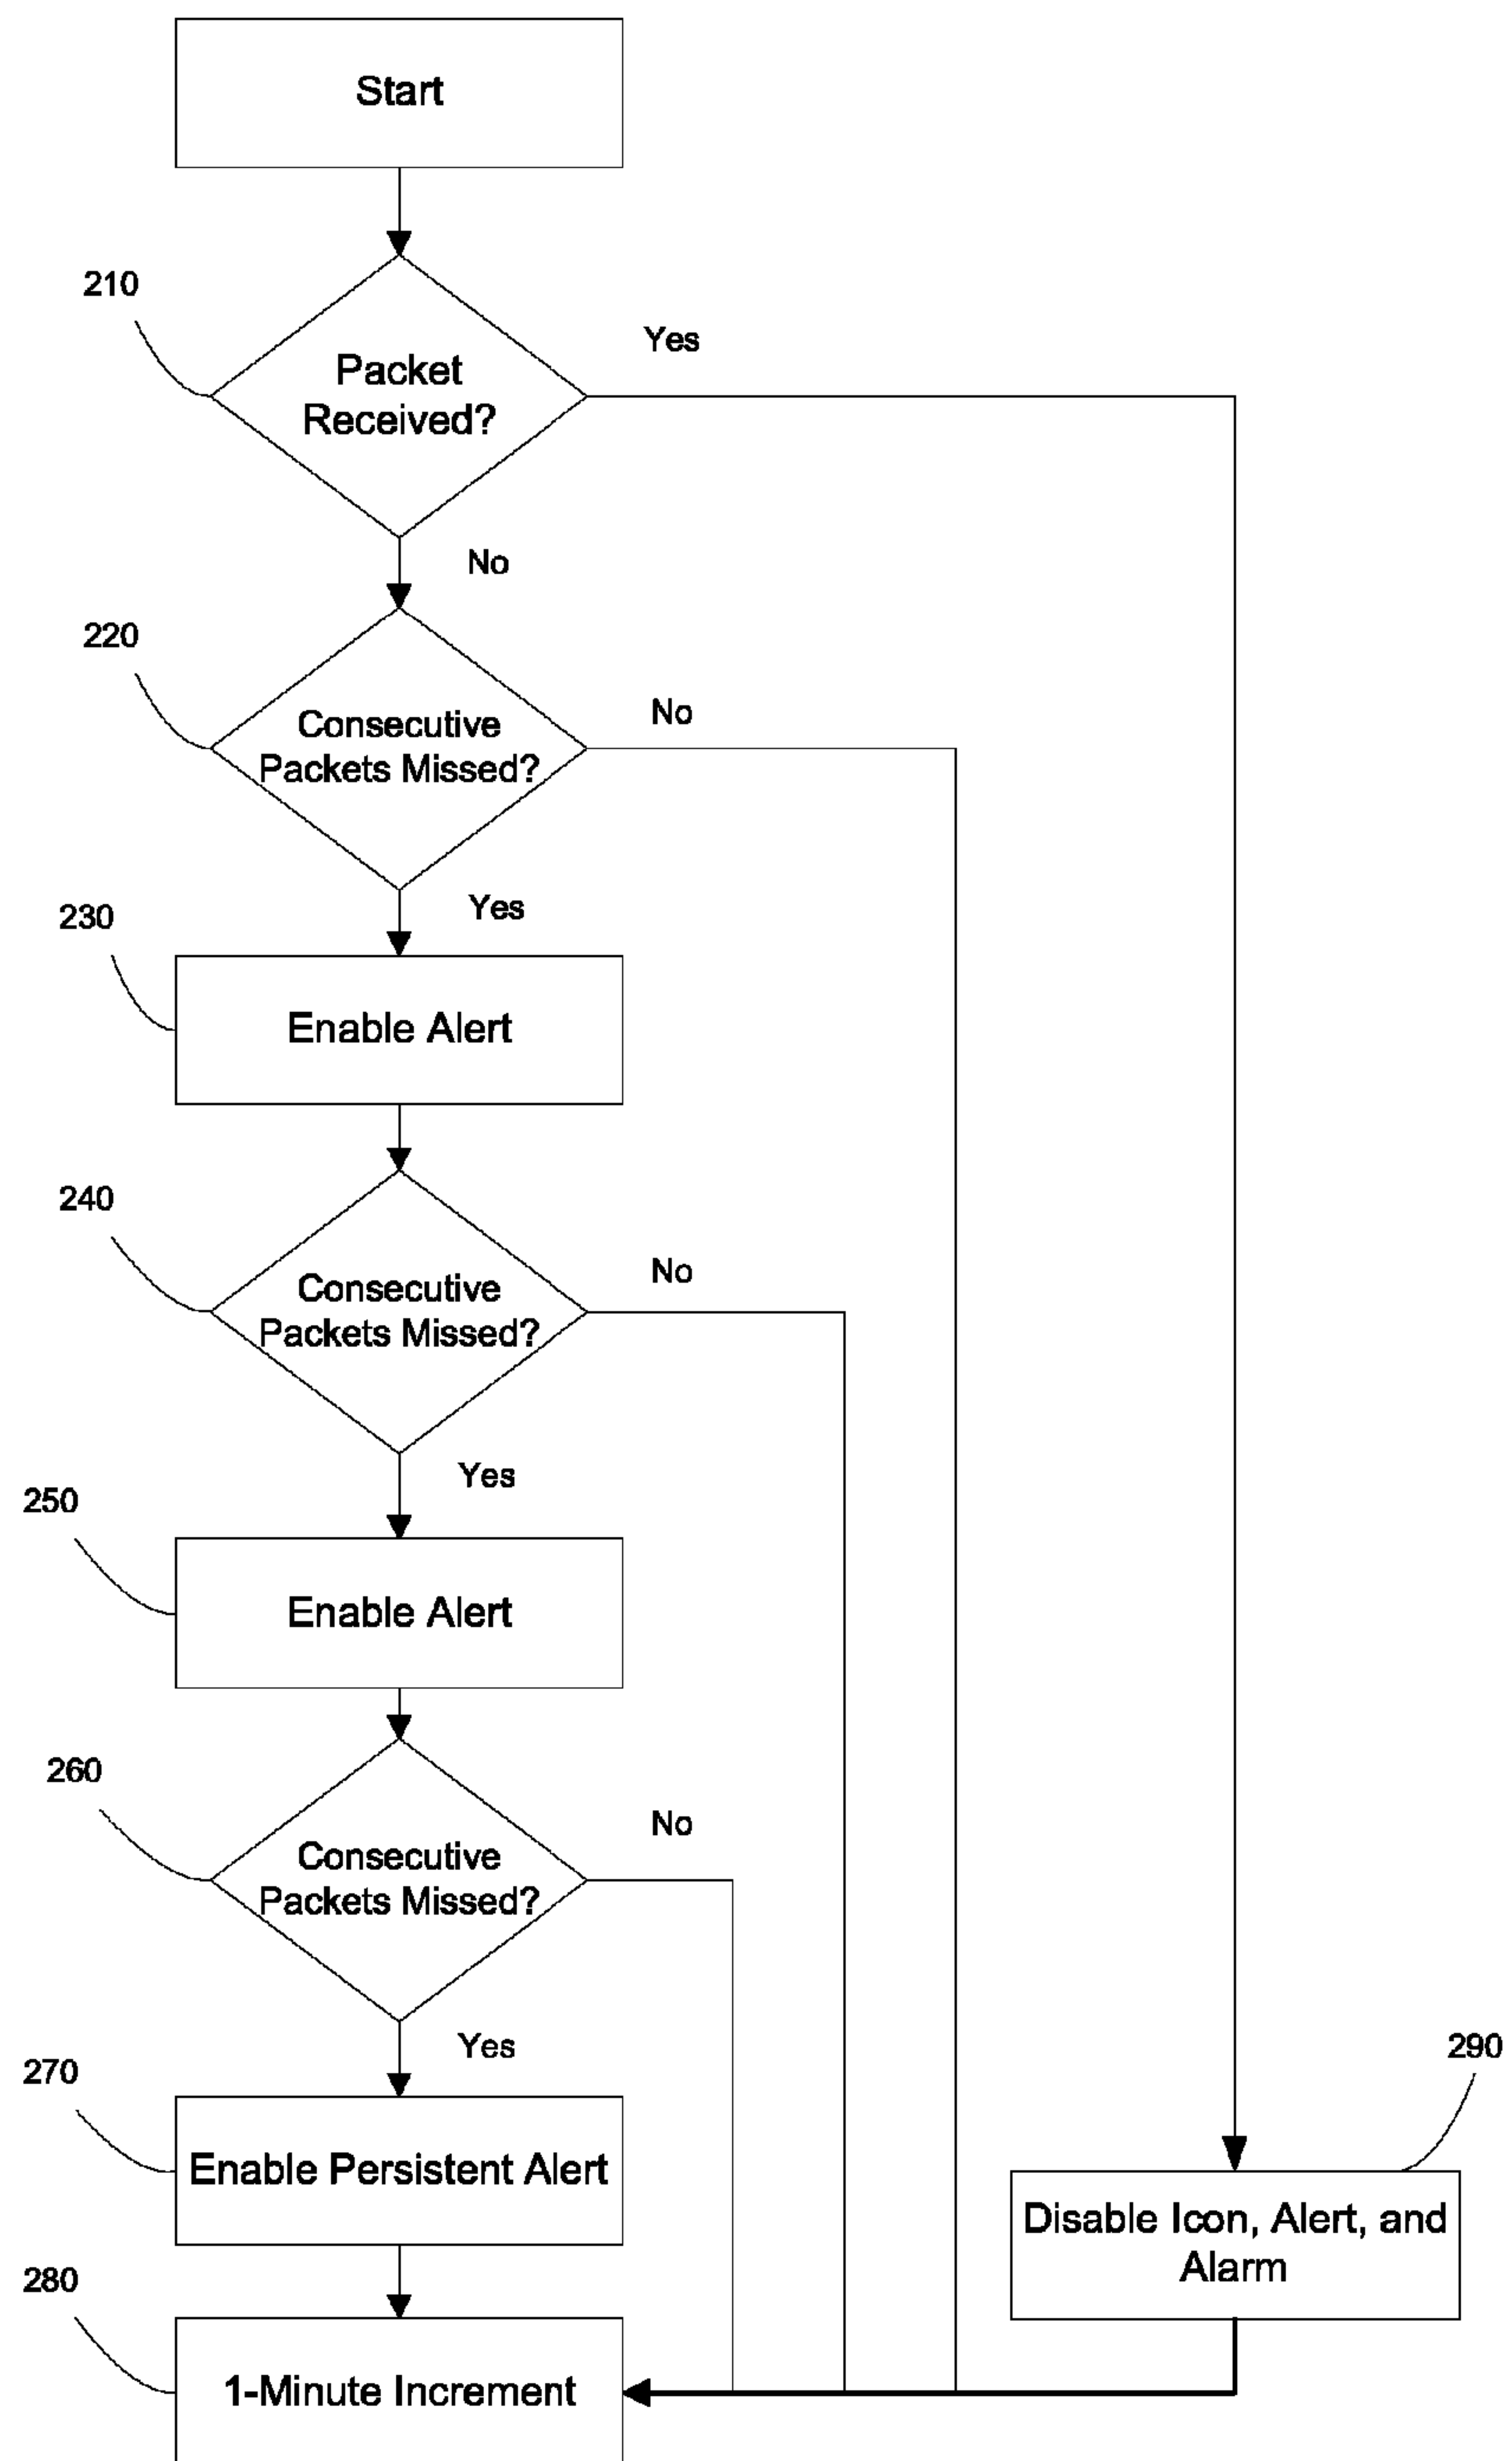 Start
210
Yes
Packet
Received?
No
220
No
Consecutive
Packets Missed?
Yes
230
Enable Alert
240
No
Consecutive
Packets Missed?
Yes
250
Enable Alert
260
No
Consecutive
Packets Missed?
Yes
270
Enable Persistent Alert
290
Disable Icon, Alert, and
Alarm
280
1-Minute Increment